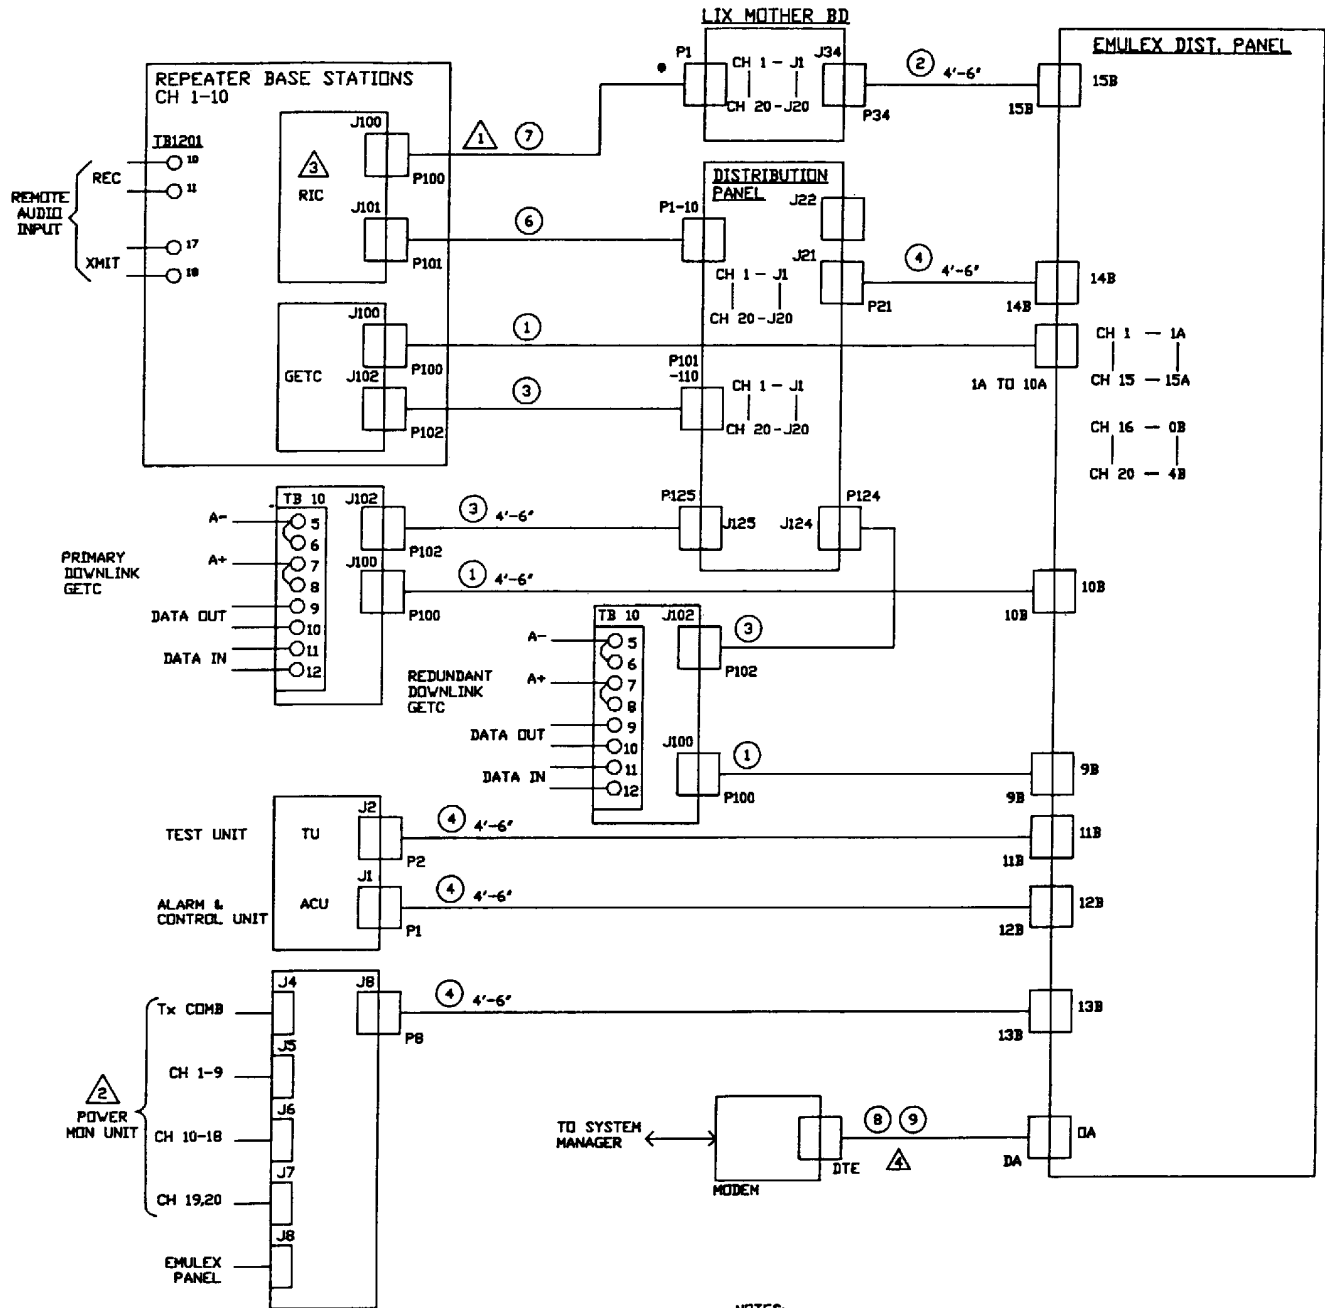 LIX MOTHER BD
EMULEX DIST. PANEL
REPEATER BASE STATIONS
CH 1-10
P1
CH 1 - J1
CH 20-J20
J34
P34
2
4'-6"
15B
15B
TB1201
10
11
17
18
REC
XMIT
REMOTE
AUDIO
INPUT
J100
3
RIC
P100
1
7
J101
P101
6
DISTRIBUTION
PANEL
P1-10
J22
J21
P21
CH 1 - J1
CH 20-J20
4
4'-6"
14B
14B
J100
GETC
P100
1
1A TO 10A
CH 1 — 1A
CH 15 — 15A
CH 16 — 0B
CH 20 — 4B
J102
P102
3
P101
-110
CH 1 - J1
CH 20-J20
P125
J125
P124
J124
PRIMARY
DOWNLINK
GETC
TB 10
A-
A+
DATA OUT
DATA IN
5
6
7
8
9
10
11
12
J102
P102
3
4'-6"
J100
P100
1
4'-6"
10B
10B
REDUNDANT
DOWNLINK
GETC
TB 10
A-
A+
DATA OUT
DATA IN
5
6
7
8
9
10
11
12
J102
P102
3
J100
P100
1
9B
9B
TEST UNIT
TU
J2
P2
4
4'-6"
11B
11B
ALARM &
CONTROL UNIT
ACU
J1
P1
4
4'-6"
12B
12B
2
POWER
MON UNIT
Tx COMB
J4
J8
P8
4
4'-6"
13B
13B
CH 1-9
J5
CH 10-18
J6
CH 19,20
J7
EMULEX
PANEL
J8
TO SYSTEM
MANAGER
MODEM
DTE
8
9
4
0A
0A
NOTES: